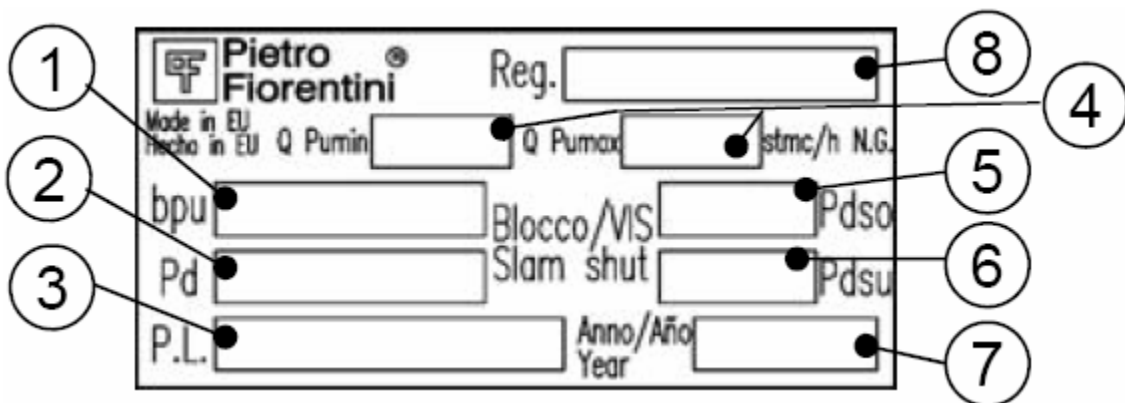 Pietro ®
Fiorentini
Reg.
8
1
4
Made in EU
Hecho in EU
Q Pumin
Q Pumax
stmc/h N.G.
2
bpu
Blocco/VIS
Slam shut
Pdso
5
Pd
Pdsu
6
3
P.L.
Anno/Año
Year
7